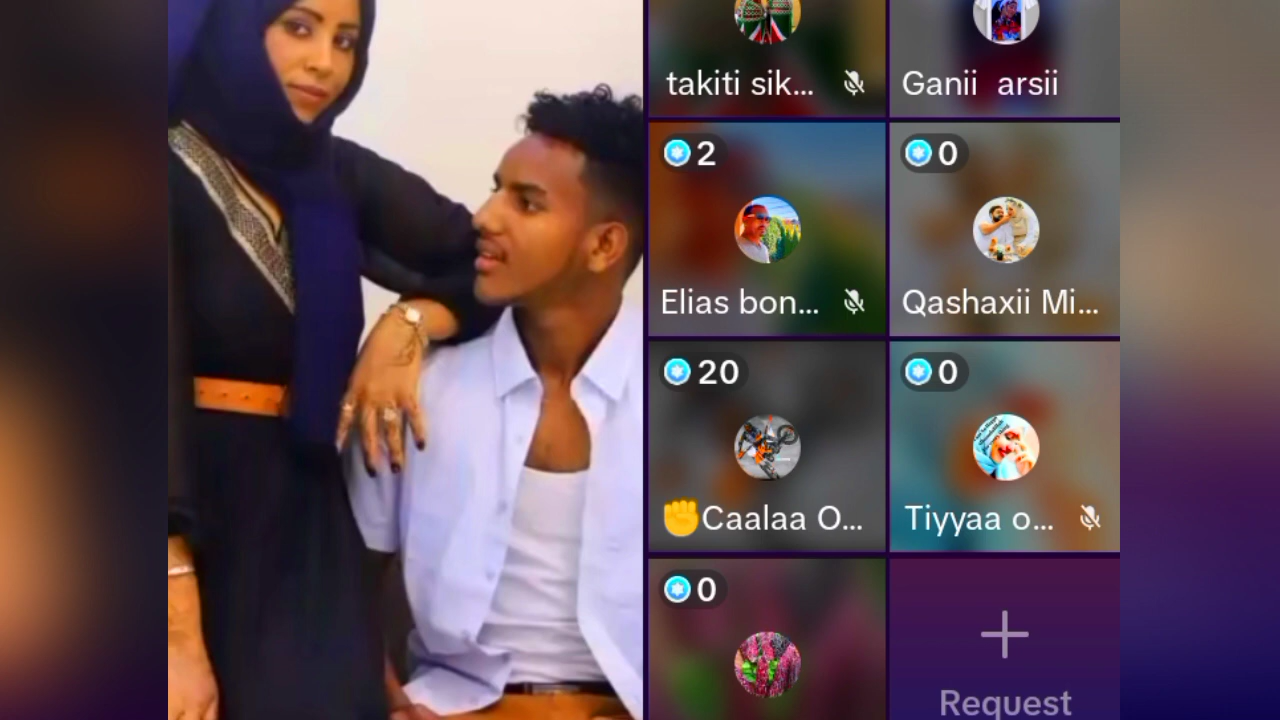 takiti sik...
Ganii arsii
2
0
Elias bon...
Qashaxii Mi...
20
0
✊Caalaa O...
Tiyyaa o...
0
Request